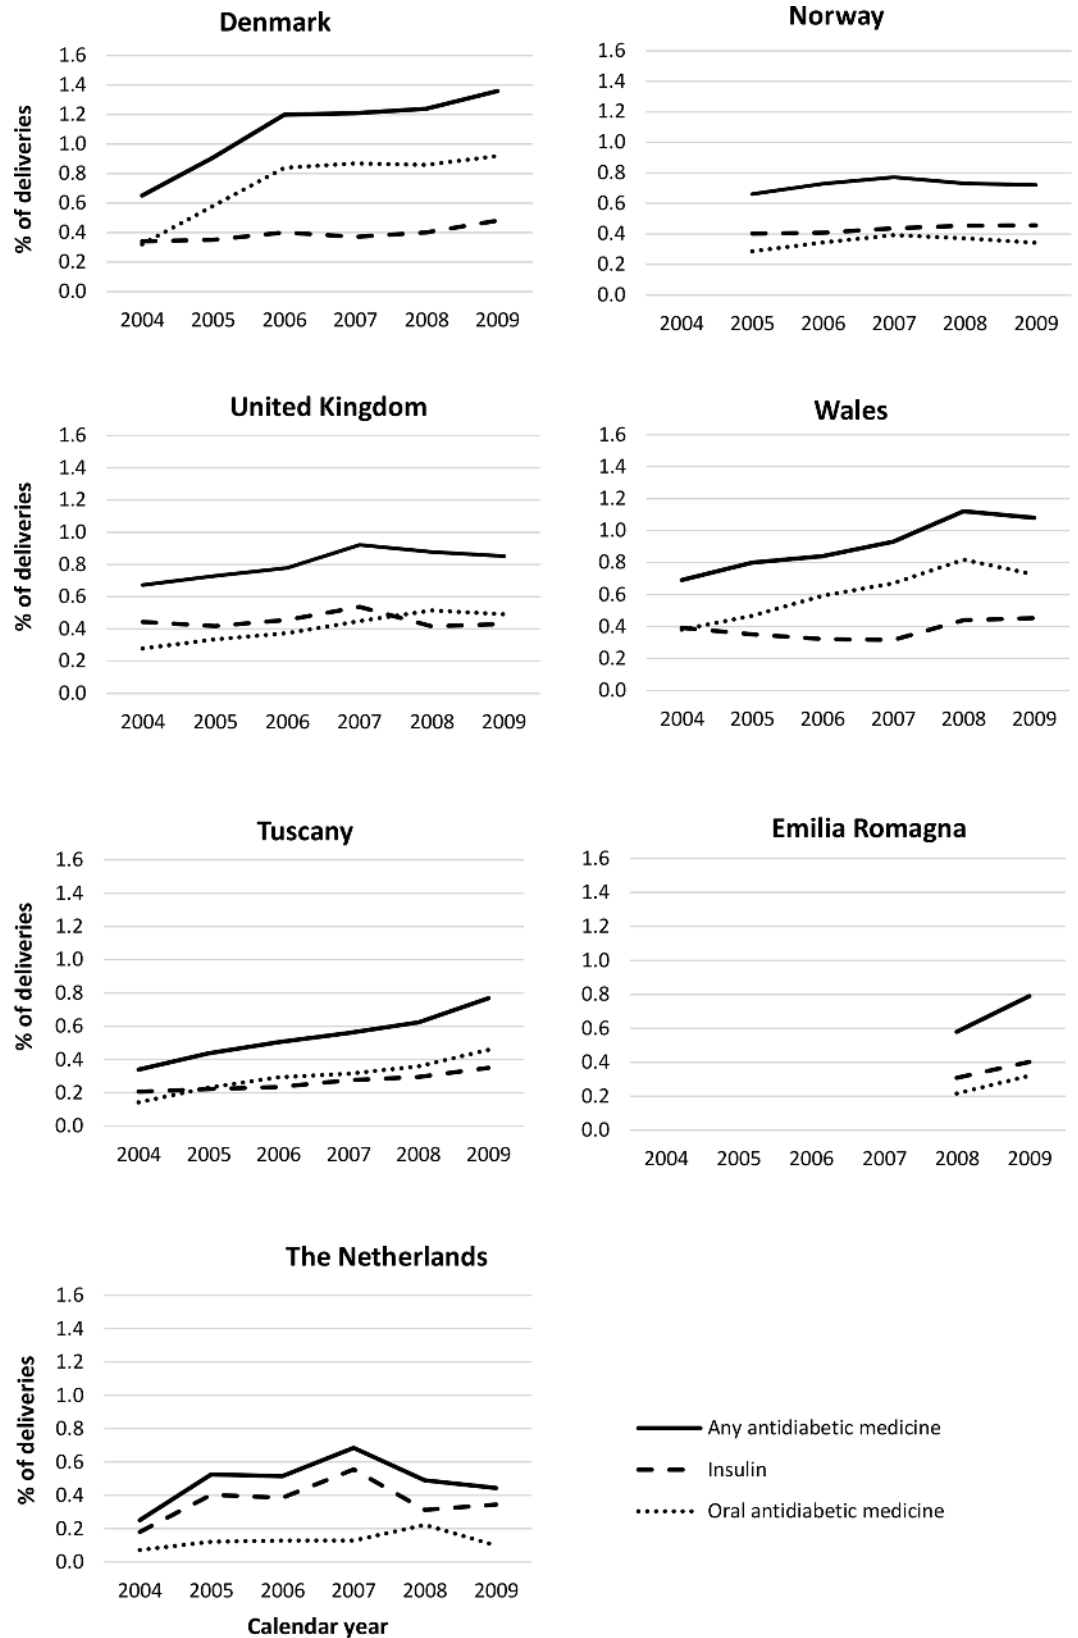 Denmark
% of deliveries
1.6
1.4
1.2
1.0
0.8
0.6
0.4
0.2
0.0
2004 2005 2006 2007 2008 2009
Norway
1.6
1.4
1.2
1.0
0.8
0.6
0.4
0.2
0.0
2004 2005 2006 2007 2008 2009
United Kingdom
% of deliveries
1.6
1.4
1.2
1.0
0.8
0.6
0.4
0.2
0.0
2004 2005 2006 2007 2008 2009
Wales
1.6
1.4
1.2
1.0
0.8
0.6
0.4
0.2
0.0
2004 2005 2006 2007 2008 2009
Tuscany
% of deliveries
1.6
1.4
1.2
1.0
0.8
0.6
0.4
0.2
0.0
2004 2005 2006 2007 2008 2009
Emilia Romagna
1.6
1.4
1.2
1.0
0.8
0.6
0.4
0.2
0.0
2004 2005 2006 2007 2008 2009
The Netherlands
% of deliveries
1.6
1.4
1.2
1.0
0.8
0.6
0.4
0.2
0.0
2004 2005 2006 2007 2008 2009
Calendar year
Any antidiabetic medicine
Insulin
Oral antidiabetic medicine